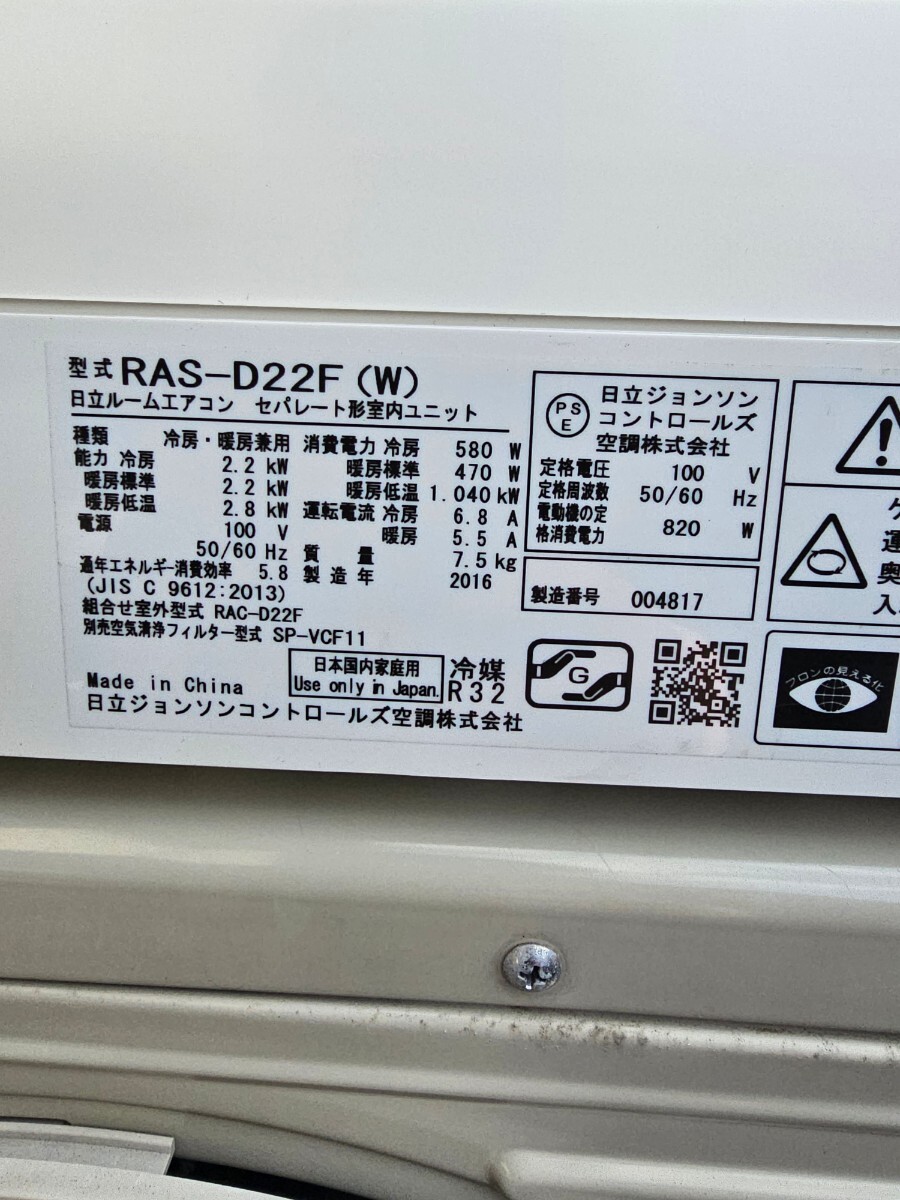 型式 RAS-D22F (W)
日立ルームエアコン セパレート形室内ユニット
種類 冷房・暖房兼用
能力 冷房 2.2 kW
暖房標準 2.2 kW
暖房低温 2.8 kW
電源 100 V
50/60 Hz
通年エネルギー消費効率 5.8
(JIS C 9612:2013)
消費電力 冷房 580 W
暖房標準 470 W
暖房低温 1.040 kW
運転電流 冷房 6.8 A
暖房 5.5 A
質量 7.5 kg
製造年 2016
組合せ室外型式 RAC-D22F
別売空気清浄フィルター型式 SP-VCF11
日本国内家庭用
Use only in Japan.
冷媒
R32
Made in China
日立ジョンソンコントロールズ空調株式会社
PS
E
日立ジョンソン
コントロールズ
空調株式会社
定格電圧 100 V
定格周波数 50/60 Hz
電動機の定
格消費電力 820 W
製造番号 004817
G
運
奥
入
フロンの見える化